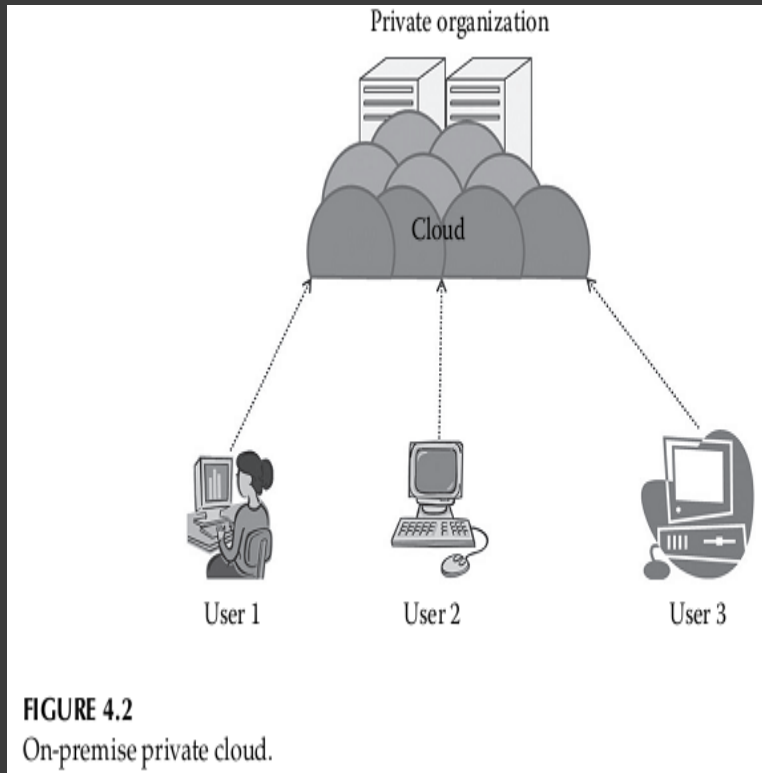 Private organization
Cloud
User 1
User 2
User 3
FIGURE 4.2
On-premise private cloud.